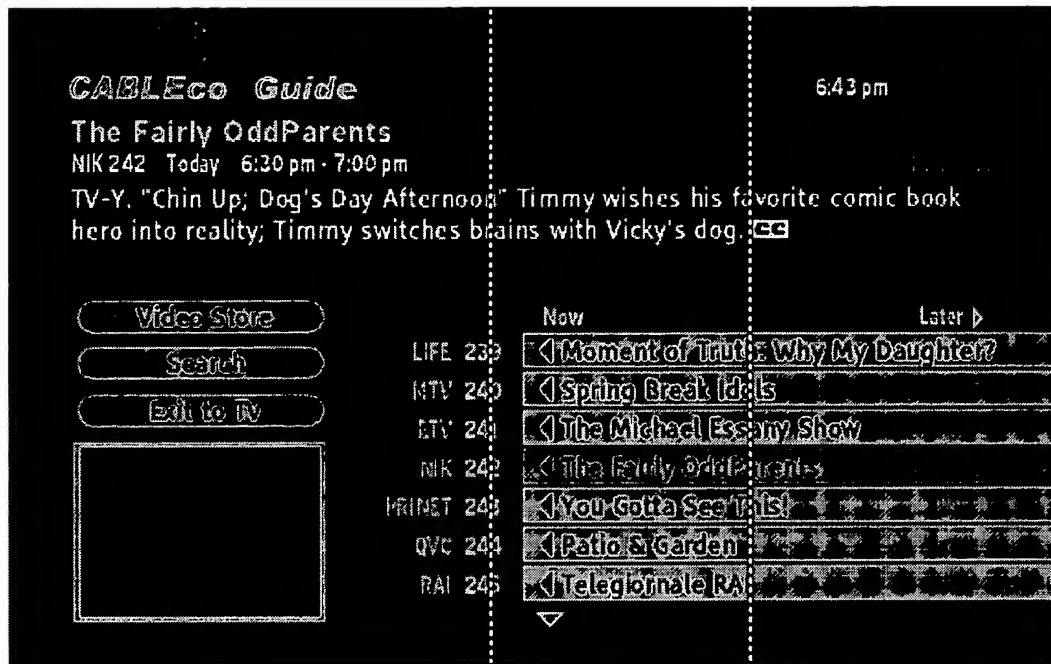 CABLEco Guide
6:43 pm
The Fairly OddParents
NIK 242 Today 6:30 pm - 7:00 pm
TV-Y. "Chin Up; Dog's Day Afternoon" Timmy wishes his favorite comic book
hero into reality; Timmy switches brains with Vicky's dog. CC
Video Store
Search
Exit to TV
Now Later
LIFE 239 Moment of Truth: Why My Daughter?
MTV 240 Spring Break Idols
ETV 241 The Michael Essany Show
NIK 242 The Fairly OddParents
PRINET 243 You Gotta See This!
QVC 244 Patio & Garden
RAI 245 Telegiornale RAI